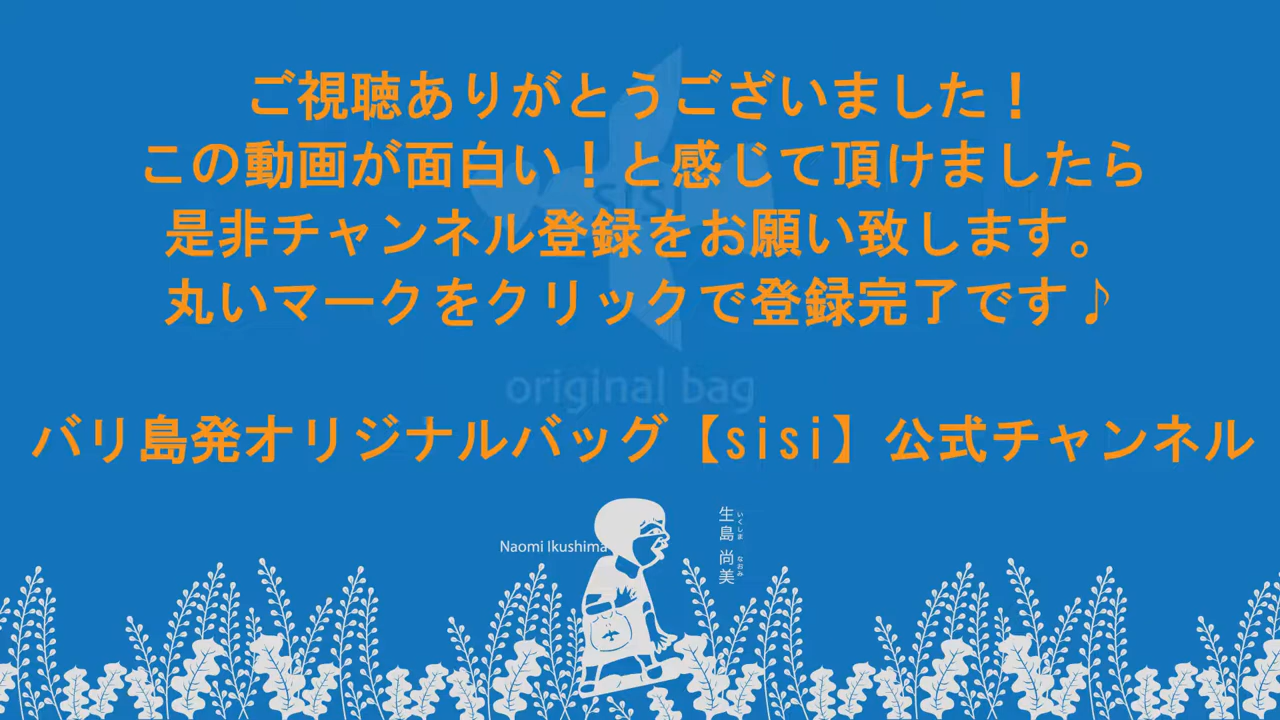 ご視聴ありがとうございました！
この動画が面白い！と感じて頂けましたら
是非チャンネル登録をお願い致します。
丸いマークをクリックで登録完了です♪
sisi
original bag
バリ島発オリジナルバッグ【sisi】公式チャンネル
Naomi Ikushima
生島 尚美
いくしま なおみ